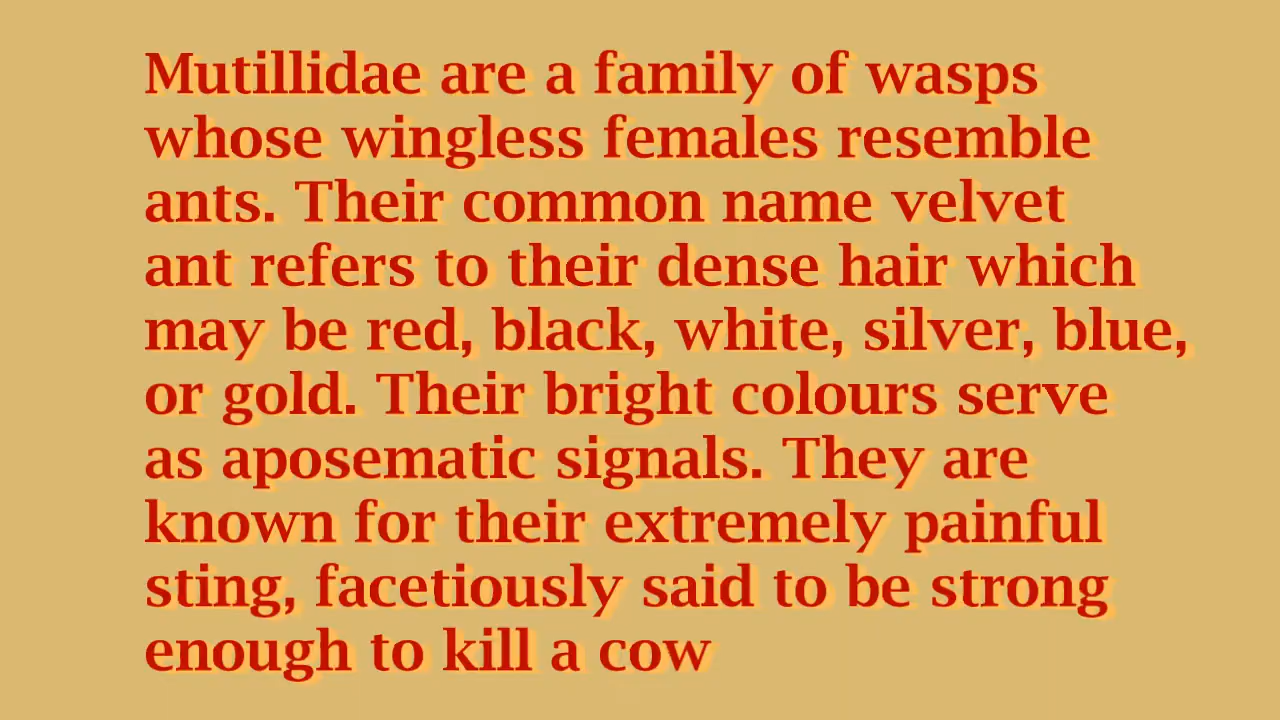 Mutillidae are a family of wasps
whose wingless females resemble
ants. Their common name velvet
ant refers to their dense hair which
may be red, black, white, silver, blue,
or gold. Their bright colours serve
as aposematic signals. They are
known for their extremely painful
sting, facetiously said to be strong
enough to kill a cow